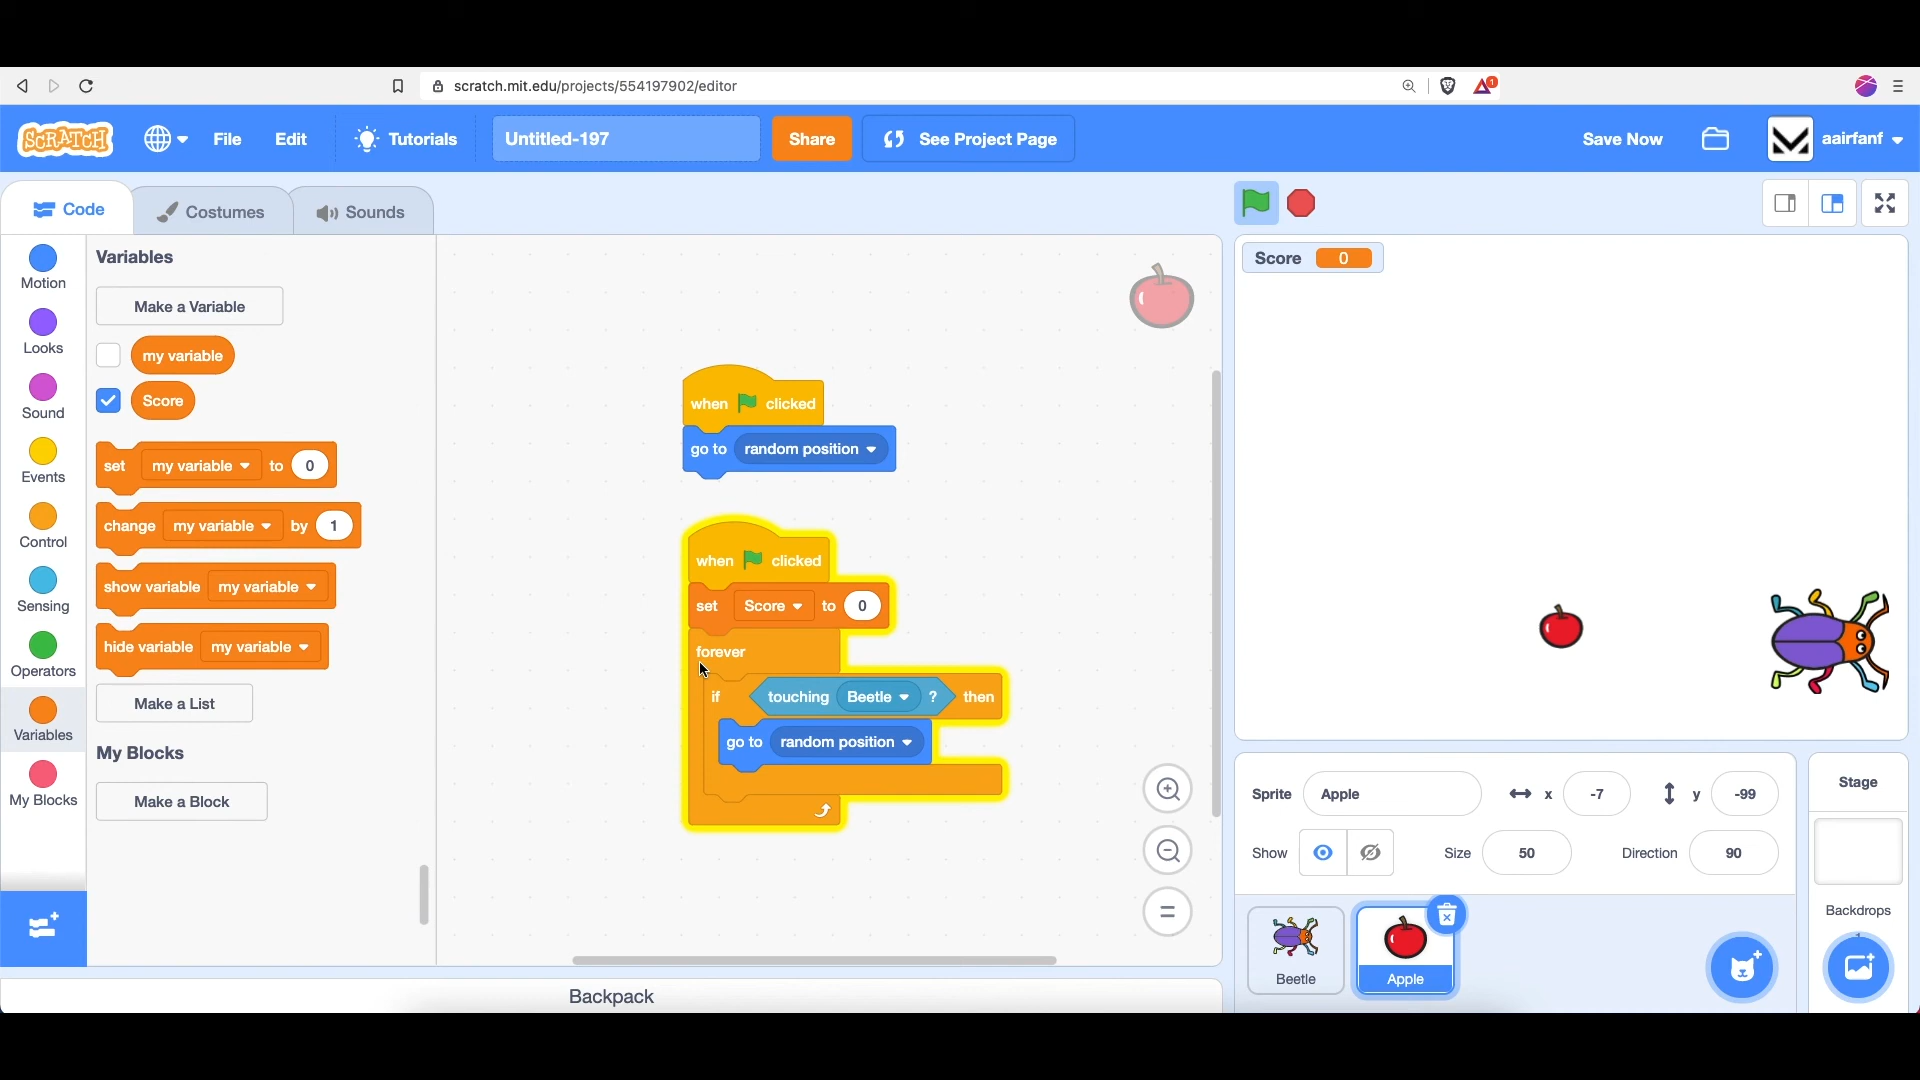 scratch.mit.edu/projects/554197902/editor
1
SCRATCH
File
Edit
Tutorials
Untitled-197
Share
See Project Page
Save Now
aairfanf
Code
Costumes
Sounds
Motion
Looks
Sound
Events
Control
Sensing
Operators
Variables
My Blocks
Variables
Make a Variable
my variable
Score
set my variable to 0
change my variable by 1
show variable my variable
hide variable my variable
Make a List
My Blocks
Make a Block
when clicked
go to random position
when clicked
set Score to 0
forever
if touching Beetle ? then
go to random position
Backpack
Score 0
Sprite Apple x -7 y -99
Show Size 50 Direction 90
Beetle
Apple
Stage
Backdrops
1